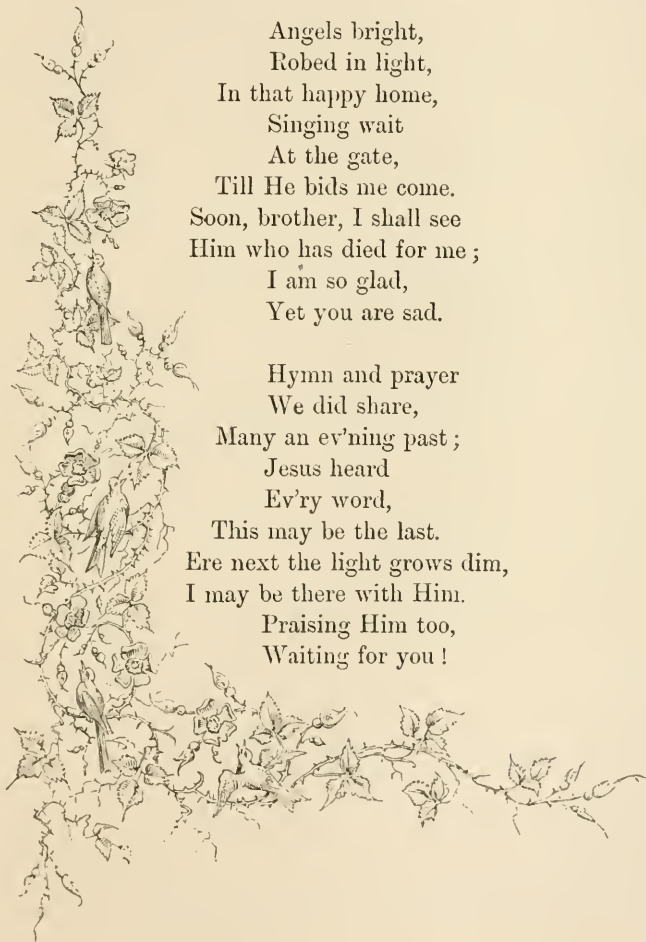 Angels bright,
Robed in light,
In that happy home,
Singing wait
At the gate,
Till He bids me come.
Soon, brother, I shall see
Him who has died for me ;
I am so glad,
Yet you are sad.

Hymn and prayer
We did share,
Many an ev'ning past ;
Jesus heard
Ev'ry word,
This may be the last.
Ere next the light grows dim,
I may be there with Him.
Praising Him too,
Waiting for you !